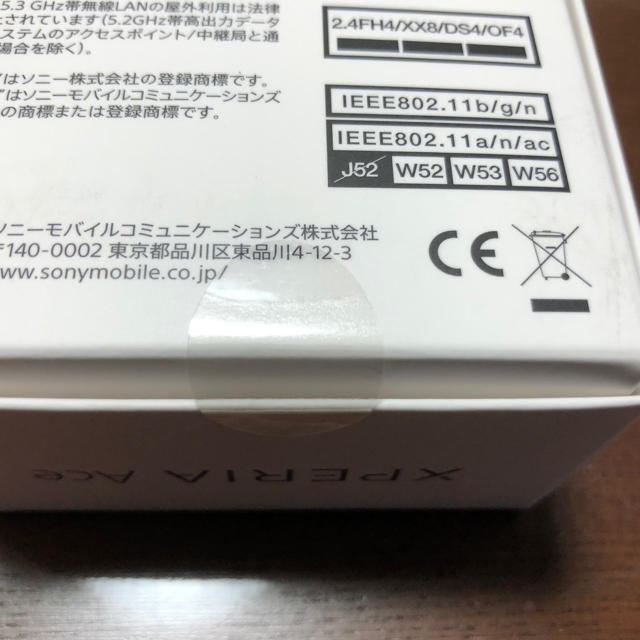 5.3 GHz帯無線LANの屋外利用は法律
されています(5.2GHz帯高出力データ
ステムのアクセスポイント/中継局と通
場合を除く)。
はソニー株式会社の登録商標です。
"はソニーモバイルコミュニケーションズ
の商標または登録商標です。
2.4FH4/XX8/DS4/OF4
IEEE802.11b/g/n
IEEE802.11a/n/ac
J52 W52 W53 W56
ソニーモバイルコミュニケーションズ株式会社
〒140-0002 東京都品川区東品川4-12-3
www.sonymobile.co.jp/
CE
XPERIA Ace